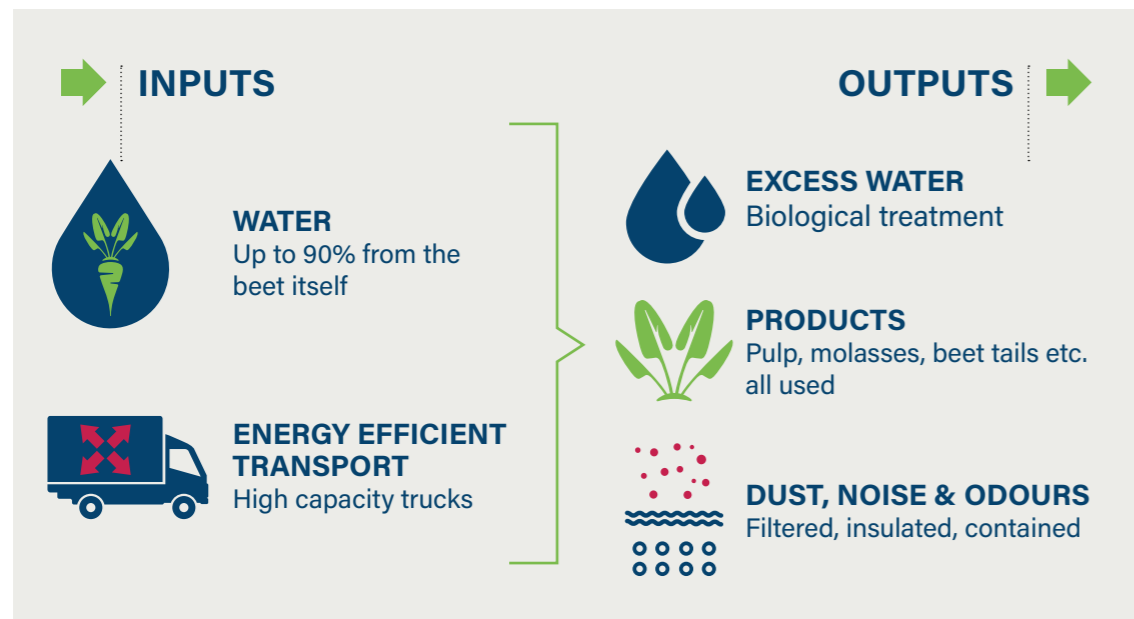 INPUTS
WATER
Up to 90% from the
beet itself
ENERGY EFFICIENT
TRANSPORT
High capacity trucks
OUTPUTS
EXCESS WATER
Biological treatment
PRODUCTS
Pulp, molasses, beet tails etc.
all used
DUST, NOISE & ODOURS
Filtered, insulated, contained